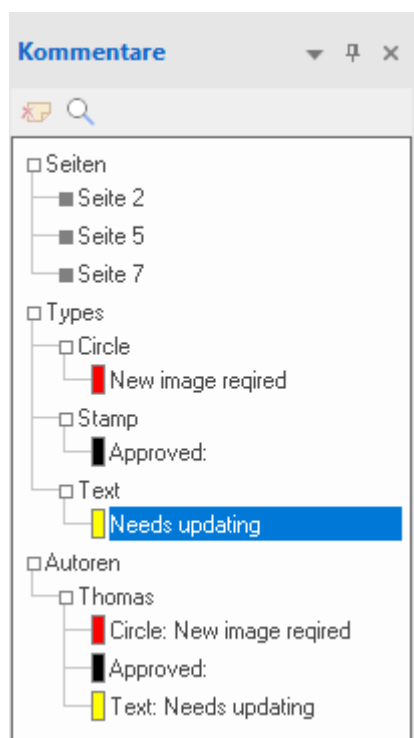 Kommentare
Seiten
Seite 2
Seite 5
Seite 7
Types
Circle
New image reqired
Stamp
Approved:
Text
Needs updating
Autoren
Thomas
Circle: New image reqired
Approved:
Text: Needs updating